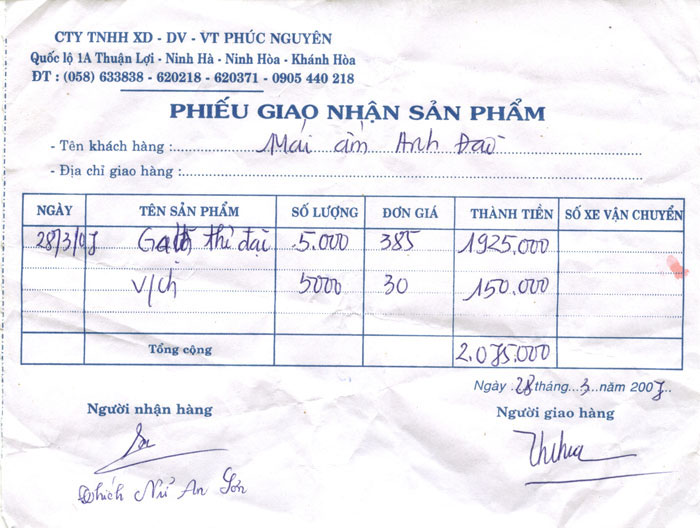 CTY TNHH XD - DV - VT PHÚC NGUYÊN
Quốc lộ 1A Thuận Lợi - Ninh Hà - Ninh Hòa - Khánh Hòa
ĐT : (058) 633838 - 620218 - 620371 - 0905 440 218
PHIẾU GIAO NHẬN SẢN PHẨM
- Tên khách hàng : Mái ấm Anh Đào
- Địa chỉ giao hàng :
NGÀY TÊN SẢN PHẨM SỐ LƯỢNG ĐƠN GIÁ THÀNH TIỀN SỐ XE VẬN CHUYỂN
28/3/07 thẻ đại 5.000 385 1925.000
V/ch 5000 30 150.000
Tổng cộng 2.075.000
Ngày 28 tháng 3 năm 2007
Người nhận hàng Người giao hàng
Thích Nữ An Sơn